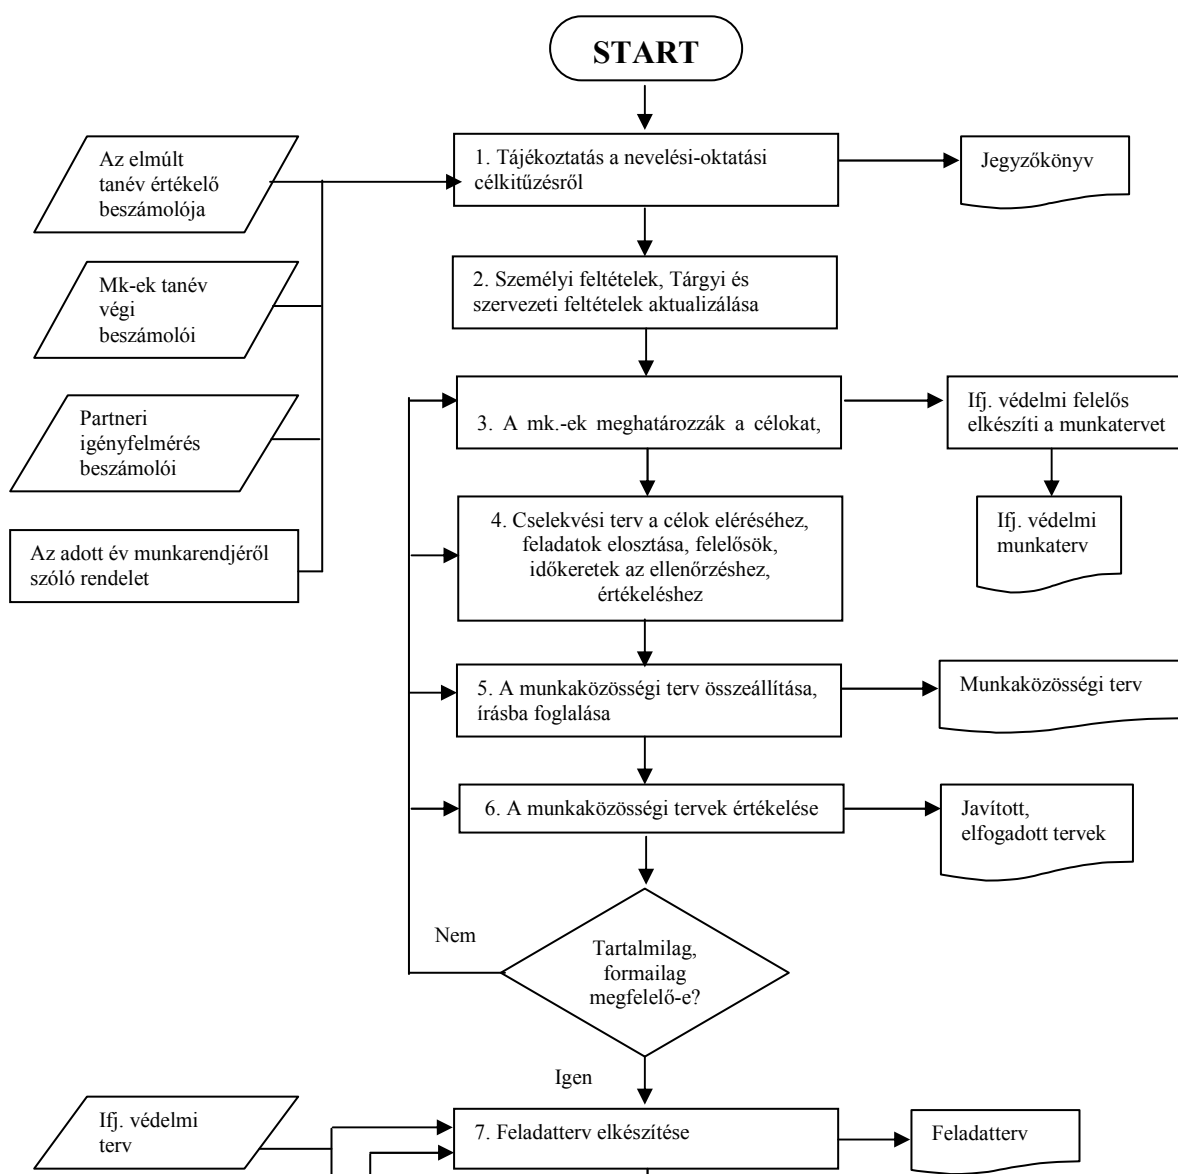 START
Az elmúlt
tanév értékelő
beszámolója
1. Tájékoztatás a nevelési-oktatási
célkitűzésről
Jegyzőkönyv
Mk-ek tanév
végi
beszámolói
2. Személyi feltételek, Tárgyi és
szervezeti feltételek aktualizálása
Partneri
igényfelmérés
beszámolói
3. A mk.-ek meghatározzák a célokat,
Ifj. védelmi felelős
elkészíti a munkatervet
Az adott év munkarendjéről
szóló rendelet
4. Cselekvési terv a célok eléréséhez,
feladatok elosztása, felelősök,
időkeretek az ellenőrzéshez,
értékeléshez
Ifj. védelmi
munkaterv
5. A munkaközösségi terv összeállítása,
írásba foglalása
Munkaközösségi terv
6. A munkaközösségi tervek értékelése
Javított,
elfogadott tervek
Nem
Tartalmilag,
formailag
megfelelő-e?
Igen
Ifj. védelmi
terv
7. Feladatterv elkészítése
Feladatterv